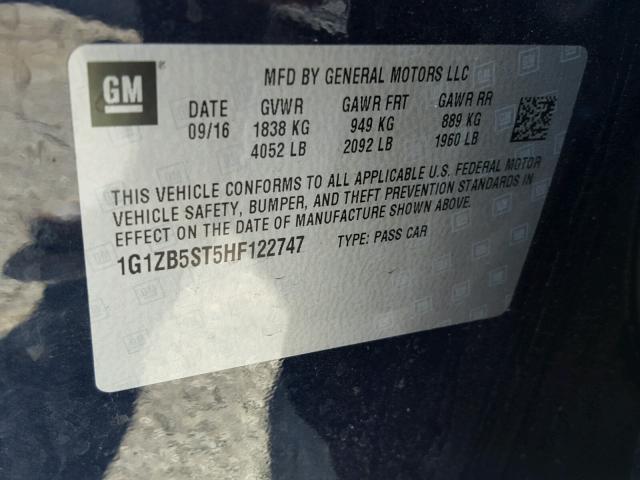 GM
MFD BY GENERAL MOTORS LLC
DATE GVWR GAWR FRT GAWR RR
09/16 1838 KG 949 KG 889 KG
4052 LB 2092 LB 1960 LB
THIS VEHICLE CONFORMS TO ALL APPLICABLE U.S. FEDERAL MOTOR
VEHICLE SAFETY, BUMPER, AND THEFT PREVENTION STANDARDS IN
EFFECT ON THE DATE OF MANUFACTURE SHOWN ABOVE.
1G1ZB5ST5HF122747 TYPE: PASS CAR